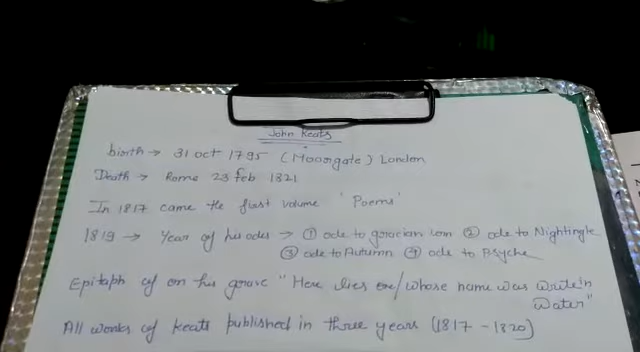 John Keats
birth → 31 oct 1795 (Moorgate) London
Death → Rome 23 feb 1821
In 1817 came the first volume 'Poems'
1819 → Year of his odes → ① ode to gracian urn ② ode to Nightingle
③ ode to Autumn ④ ode to Psyche
Epitaph of on his grave "Here lies one/whose name was writeln
Water"
All works of Keats published in three years (1817 - 1820)